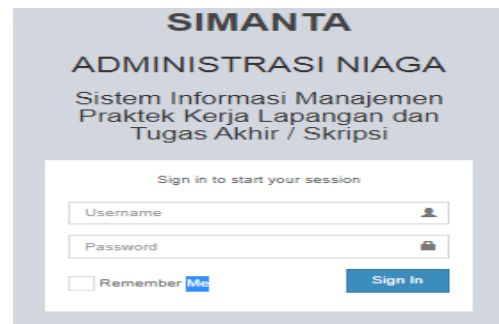 SIMANTA
ADMINISTRASI NIAGA
Sistem Informasi Manajemen
Praktek Kerja Lapangan dan
Tugas Akhir / Skripsi
Sign in to start your session
Username
Password
Remember Me
Sign In